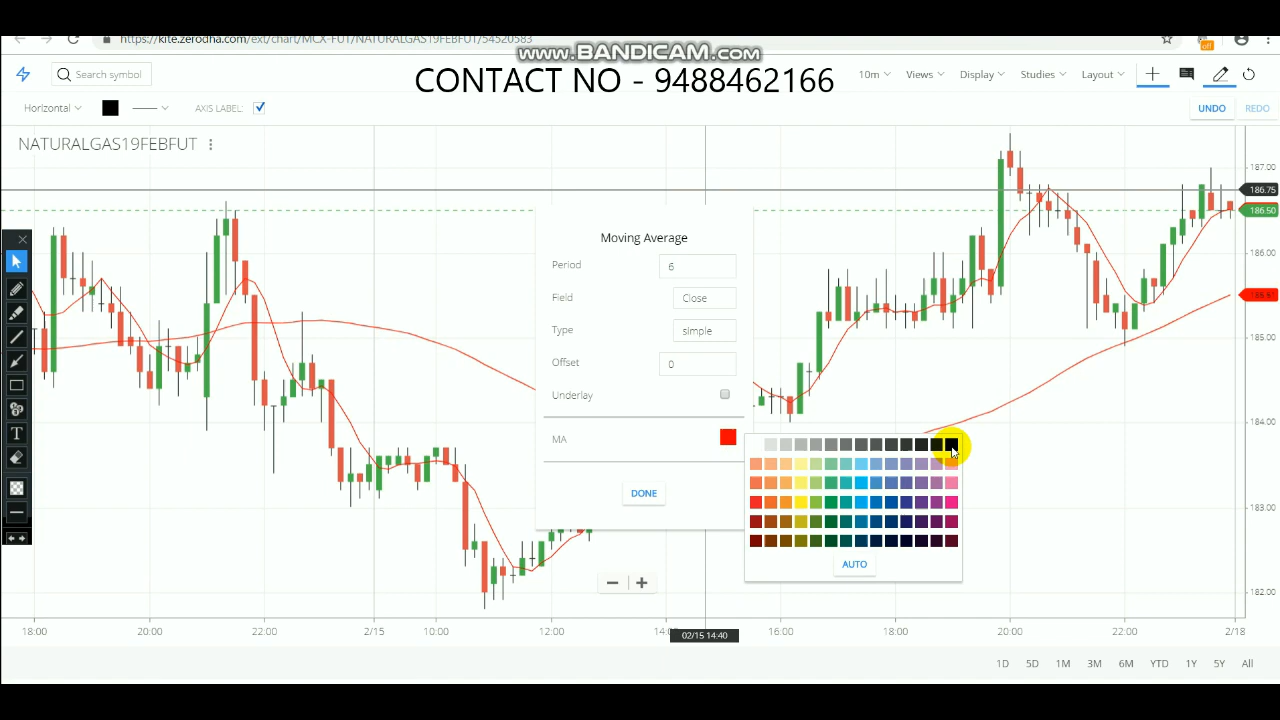 https://kite.zerodha.com/ext/chart/MCX-FUT/NATURALGAS19FEBFUT/54520583
www.BANDICAM.com
off
Search symbol
CONTACT NO - 9488462166
10m
Views
Display
Studies
Layout
Horizontal
AXIS LABEL:
UNDO
REDO
NATURALGAS19FEBFUT
187.00
186.75
186.50
186.00
185.00
184.00
183.00
182.00
Moving Average
Period 6
Field Close
Type simple
Offset 0
Underlay
MA
DONE
AUTO
T
18:00 20:00 22:00 2/15 10:00 12:00 14:00 02/15 14:40 16:00 18:00 20:00 22:00 2/18
1D 5D 1M 3M 6M YTD 1Y 5Y All